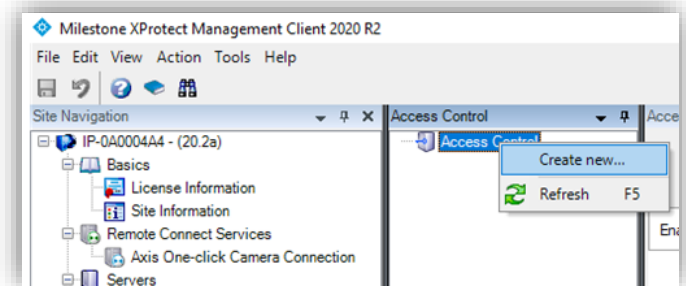 Milestone XProtect Management Client 2020 R2
File Edit View Action Tools Help
Site Navigation
IP-0A0004A4 - (20.2a)
Basics
License Information
Site Information
Remote Connect Services
Axis One-click Camera Connection
Servers
Access Control
Access Control
Create new...
Refresh F5